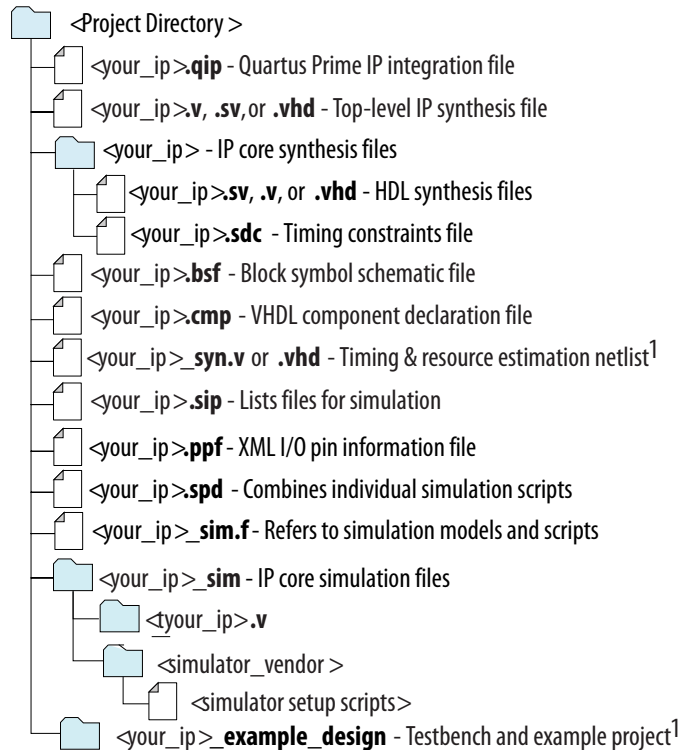 <Project Directory >
<your_ip>.qip - Quartus Prime IP integration file
<your_ip>.v, .sv, or .vhd - Top-level IP synthesis file
<your_ip> - IP core synthesis files
<your_ip>.sv, .v, or .vhd - HDL synthesis files
<your_ip>.sdc - Timing constraints file
<your_ip>.bsf - Block symbol schematic file
<your_ip>.cmp - VHDL component declaration file
<your_ip>_syn.v or .vhd - Timing & resource estimation netlist1
<your_ip>.sip - Lists files for simulation
<your_ip>.ppf - XML I/O pin information file
<your_ip>.spd - Combines individual simulation scripts
<your_ip>_sim.f - Refers to simulation models and scripts
<your_ip>_sim - IP core simulation files
<tyour_ip>.v
<simulator_vendor >
<simulator setup scripts>
<your_ip>_example_design - Testbench and example project1